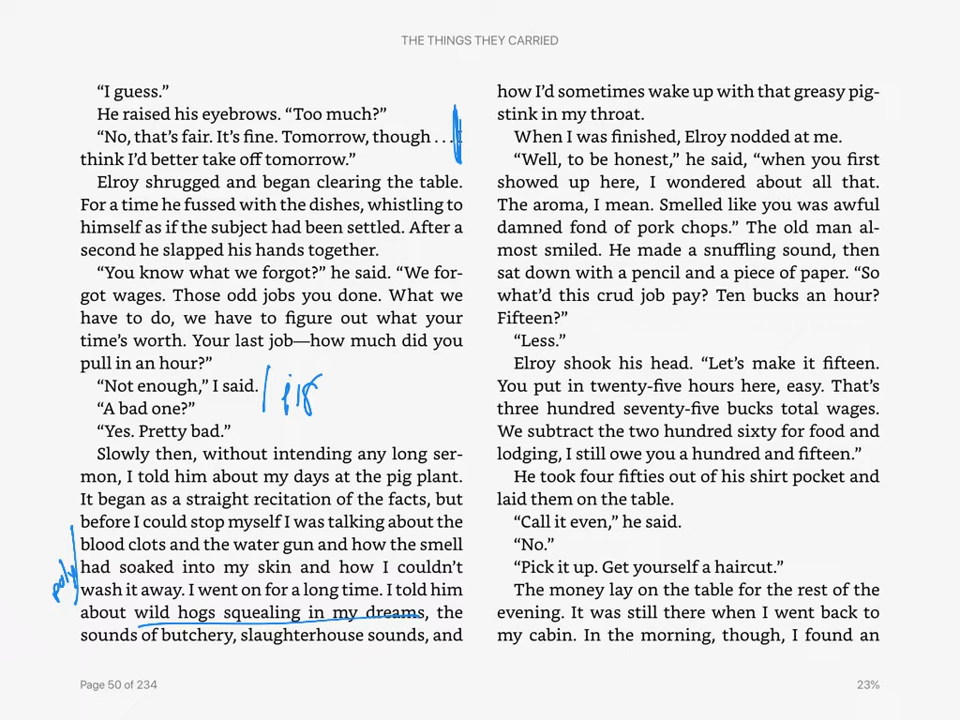 THE THINGS THEY CARRIED
“I guess.”
He raised his eyebrows. “Too much?”
“No, that’s fair. It’s fine. Tomorrow, though . . . I
think I’d better take off tomorrow.”
Elroy shrugged and began clearing the table.
For a time he fussed with the dishes, whistling to
himself as if the subject had been settled. After a
second he slapped his hands together.
“You know what we forgot?” he said. “We for-
got wages. Those odd jobs you done. What we
have to do, we have to figure out what your
time’s worth. Your last job—how much did you
pull in an hour?”
“Not enough,” I said.
“A bad one?”
“Yes. Pretty bad.”
Slowly then, without intending any long ser-
mon, I told him about my days at the pig plant.
It began as a straight recitation of the facts, but
before I could stop myself I was talking about the
blood clots and the water gun and how the smell
had soaked into my skin and how I couldn’t
wash it away. I went on for a long time. I told him
about wild hogs squealing in my dreams, the
sounds of butchery, slaughterhouse sounds, and
how I’d sometimes wake up with that greasy pig-
stink in my throat.
When I was finished, Elroy nodded at me.
“Well, to be honest,” he said, “when you first
showed up here, I wondered about all that.
The aroma, I mean. Smelled like you was awful
damned fond of pork chops.” The old man al-
most smiled. He made a snuffling sound, then
sat down with a pencil and a piece of paper. “So
what’d this crud job pay? Ten bucks an hour?
Fifteen?”
“Less.”
Elroy shook his head. “Let’s make it fifteen.
You put in twenty-five hours here, easy. That’s
three hundred seventy-five bucks total wages.
We subtract the two hundred sixty for food and
lodging, I still owe you a hundred and fifteen.”
He took four fifties out of his shirt pocket and
laid them on the table.
“Call it even,” he said.
“No.”
“Pick it up. Get yourself a haircut.”
The money lay on the table for the rest of the
evening. It was still there when I went back to
my cabin. In the morning, though, I found an
Page 50 of 234
23%